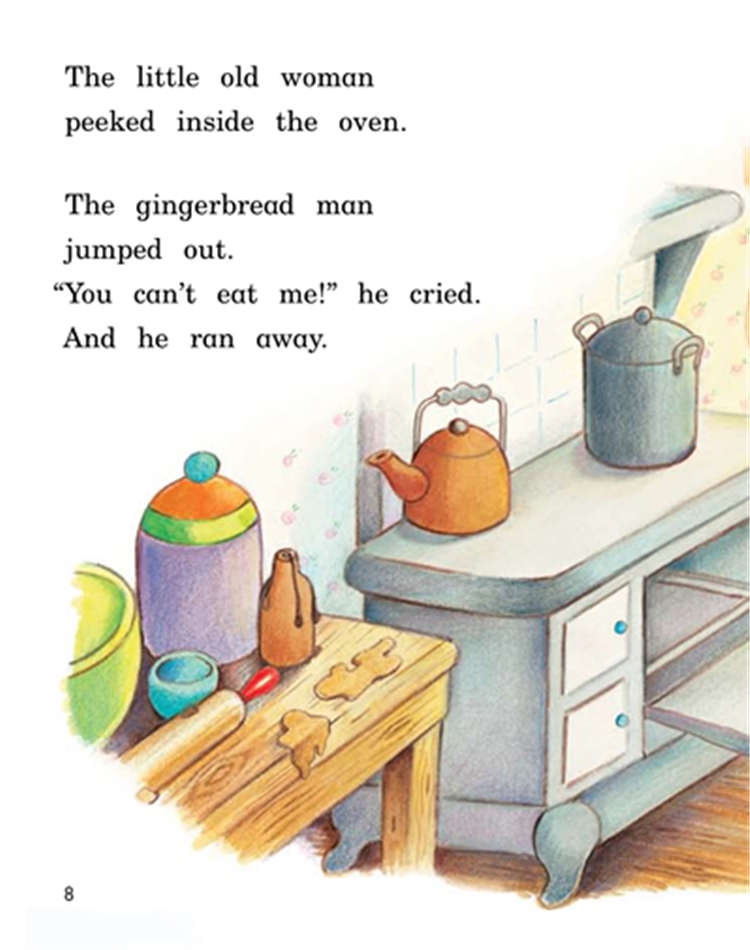 The little old woman
peeked inside the oven.
The gingerbread man
jumped out.
“You can’t eat me!” he cried.
And he ran away.
8